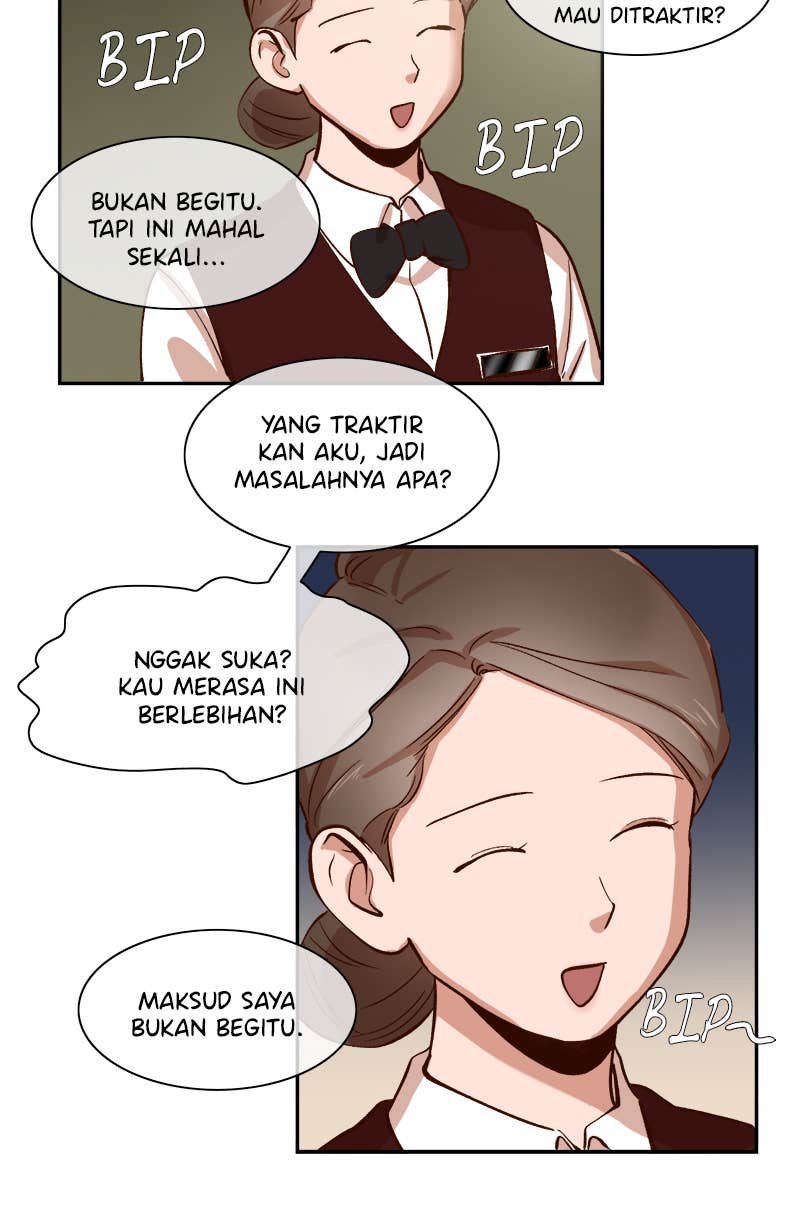 MAU DITRAKTIR?
BIP
BIP
BUKAN BEGITU.
TAPI INI MAHAL
SEKALI...
YANG TRAKTIR
KAN AKU, JADI
MASALAHNYA APA?
NGGAK SUKA?
KAU MERASA INI
BERLEBIHAN?
MAKSUD SAYA
BUKAN BEGITU.
BIP~